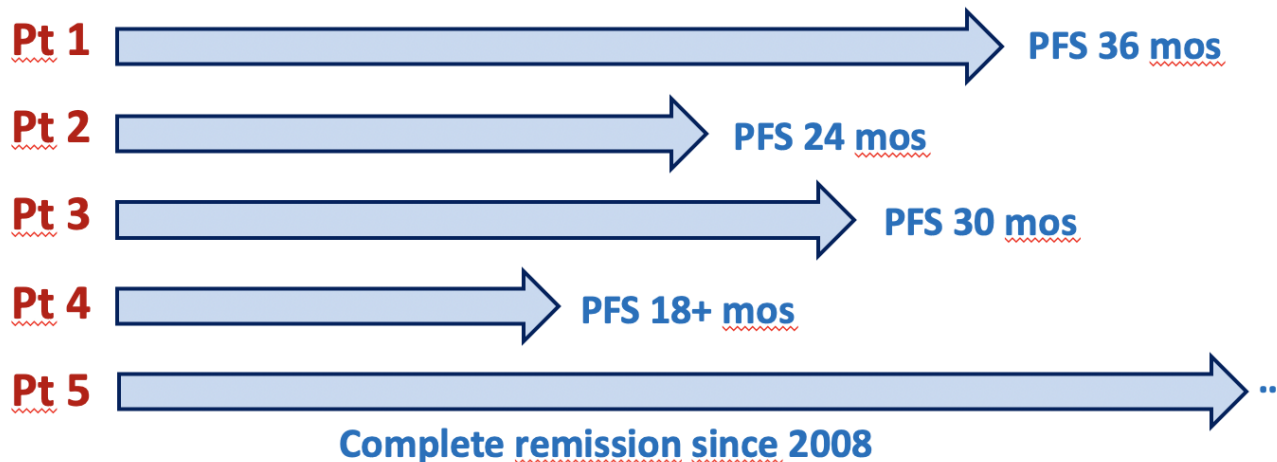 Pt 1
PFS 36 mos
Pt 2
PFS 24 mos
Pt 3
PFS 30 mos
Pt 4
PFS 18+ mos
Pt 5
..
Complete remission since 2008